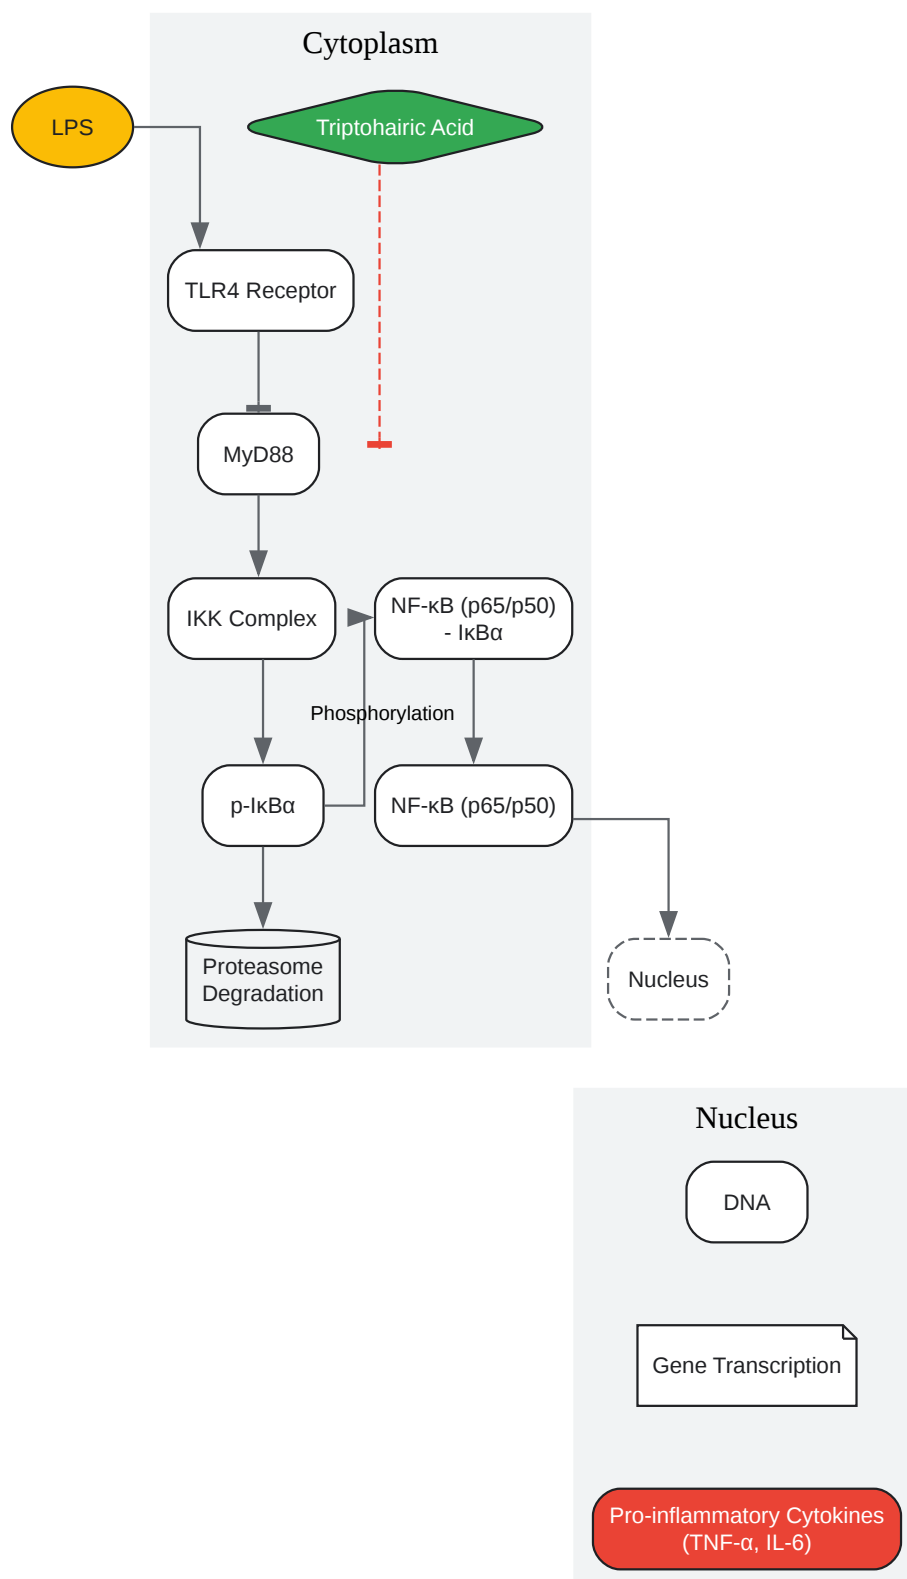 Cytoplasm
LPS
Triptohairic Acid
TLR4 Receptor
MyD88
IKK Complex
NF-κB (p65/p50)
- IκBα
Phosphorylation
p-IκBα
NF-κB (p65/p50)
Proteasome
Degradation
Nucleus
Nucleus
DNA
Gene Transcription
Pro-inflammatory Cytokines
(TNF-α, IL-6)